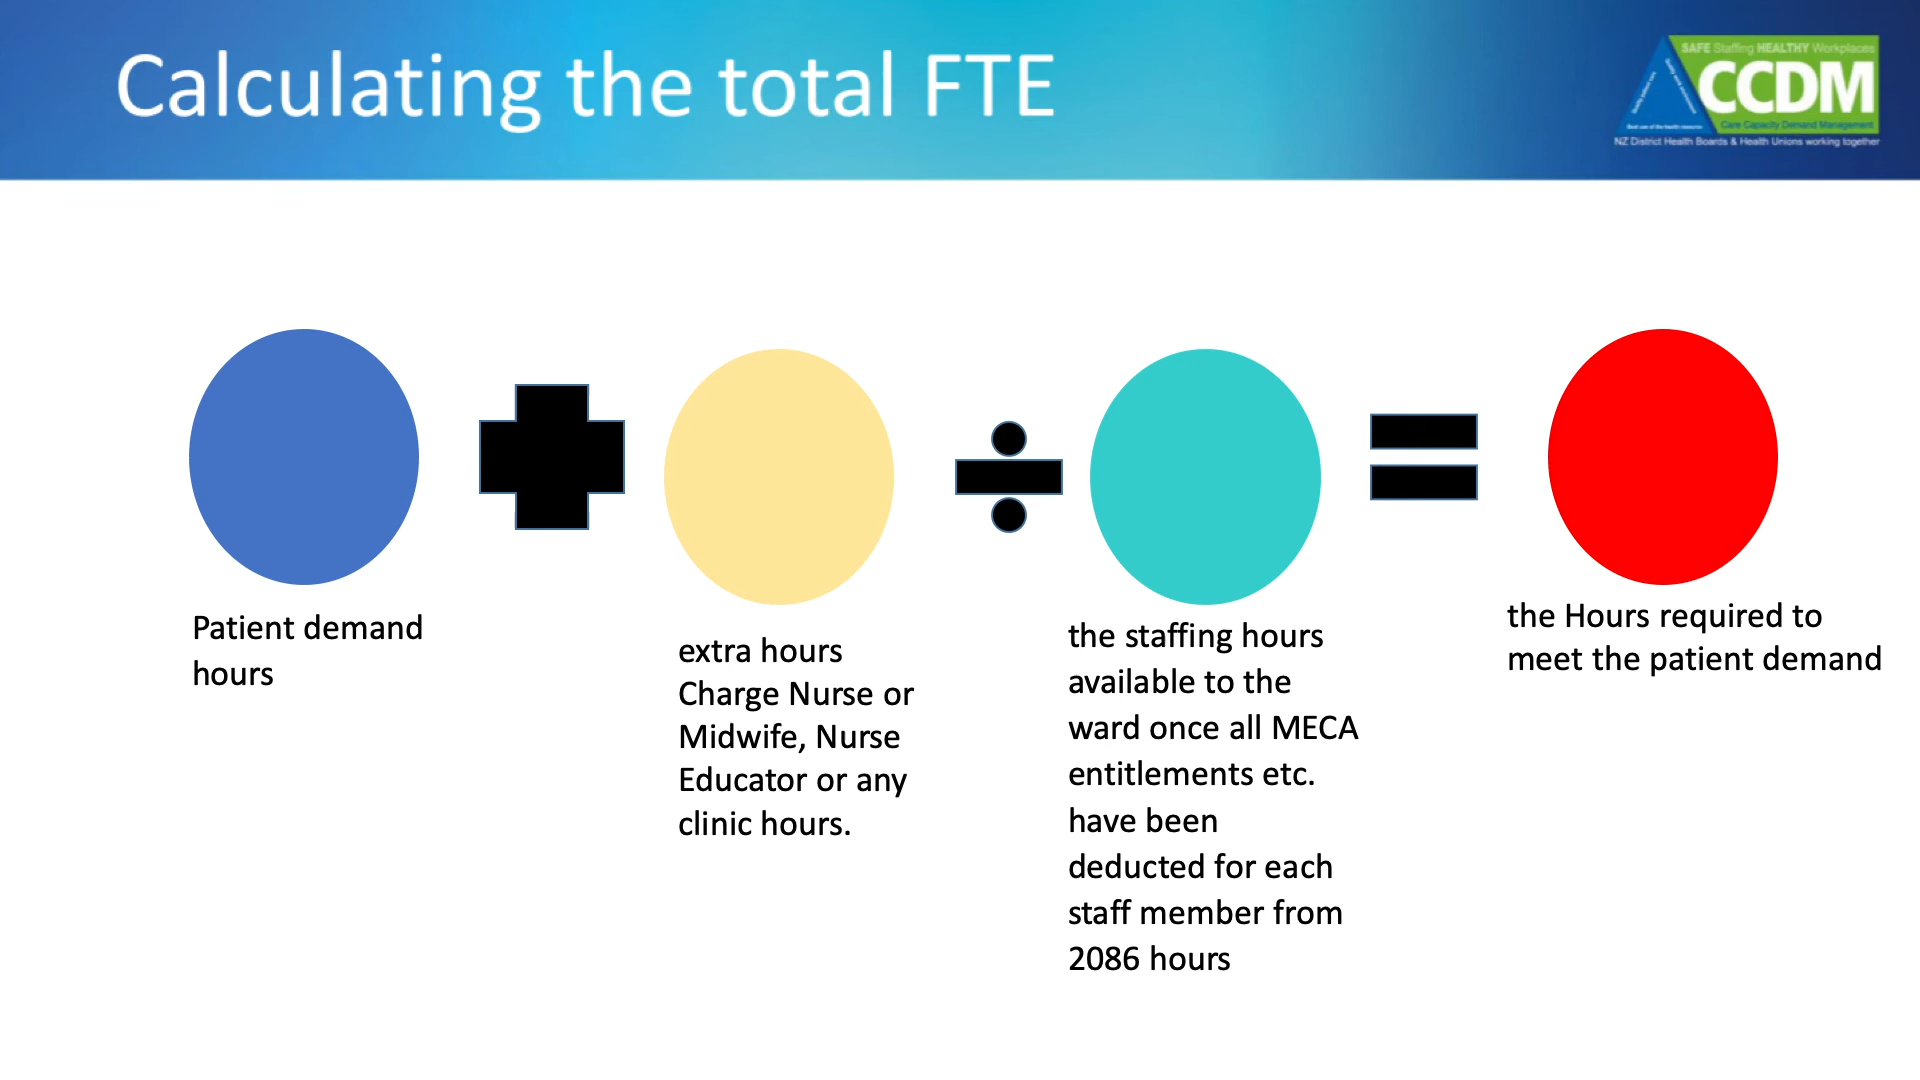 Calculating the total FTE
SAFE Staffing HEALTHY Workplaces
CCDM
Care Capacity Demand Management
NZ District Health Boards & Health Unions working together
Patient demand
hours
extra hours
Charge Nurse or
Midwife, Nurse
Educator or any
clinic hours.
the staffing hours
available to the
ward once all MECA
entitlements etc.
have been
deducted for each
staff member from
2086 hours
the Hours required to
meet the patient demand